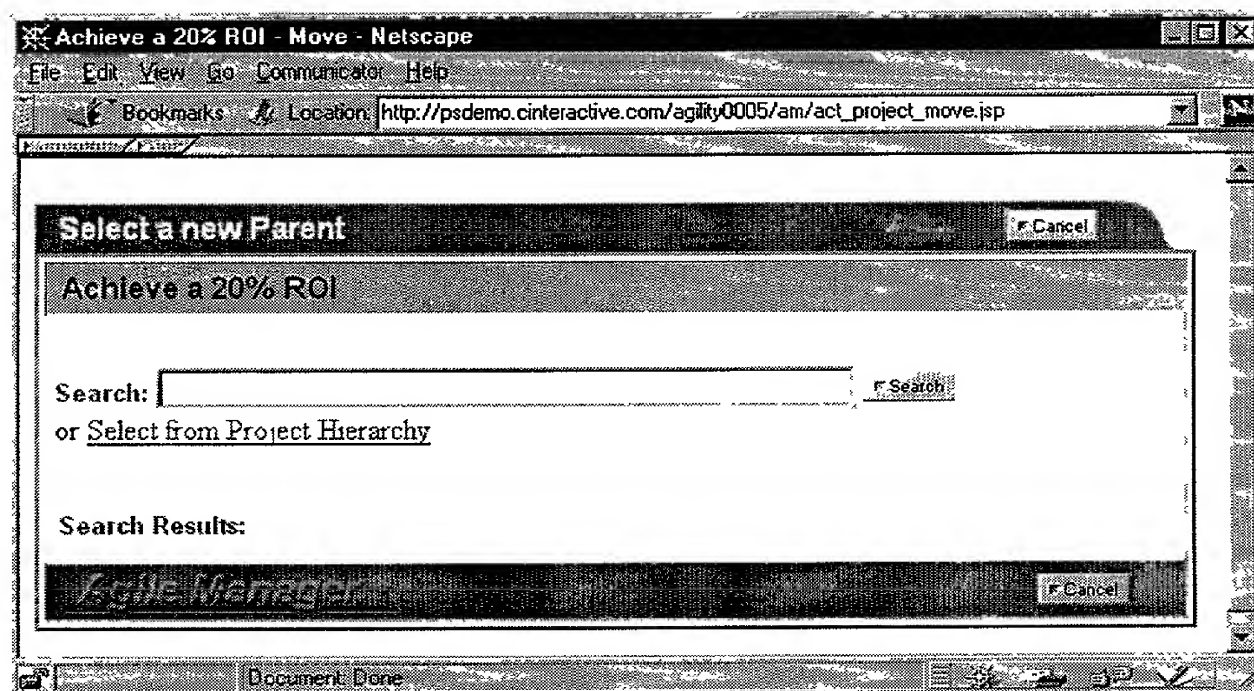 Achieve a 20% ROI - Move - Netscape
File Edit View Go Communicator Help
Bookmarks Location: http://psdemo.cinteractive.com/agility0005/am/act_project_move.jsp
Select a new Parent Cancel
Achieve a 20% ROI
Search: Search
or Select from Project Hierarchy
Search Results:
Agile Manager Cancel
Document: Done